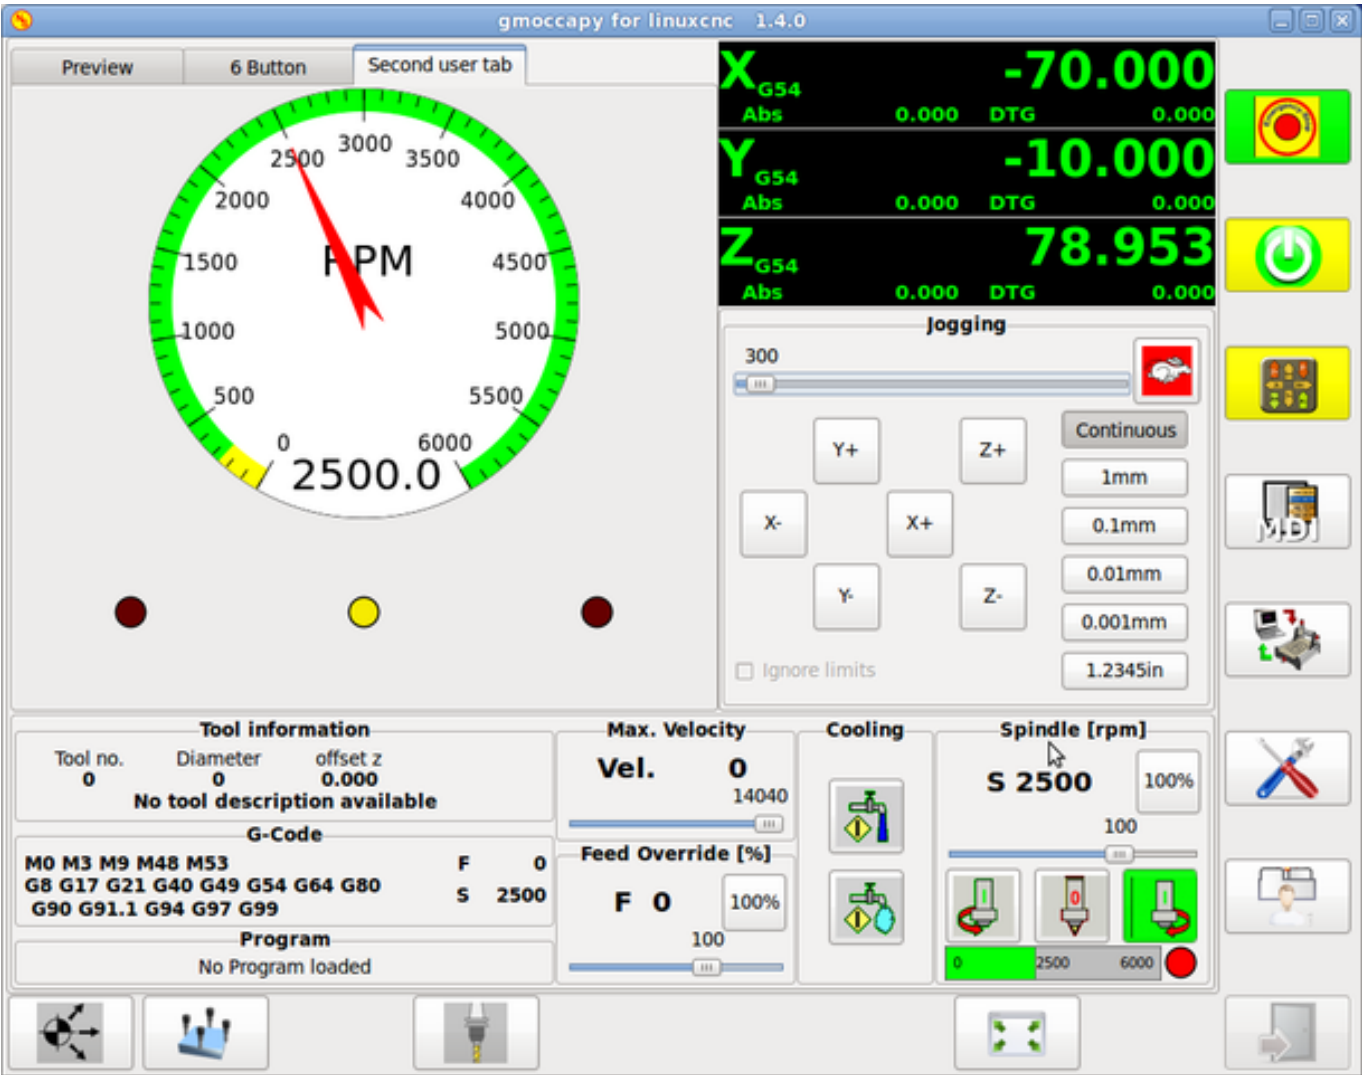 gmoccapy for linuxcnc 1.4.0
Preview 6 Button Second user tab
3000
2500 3500
2000 4000
RPM
1500 4500
1000 5000
500 5500
0 6000
2500.0
X G54 -70.000
Abs 0.000 DTG 0.000
Y G54 -10.000
Abs 0.000 DTG 0.000
Z G54 78.953
Abs 0.000 DTG 0.000
Jogging
300
Y+ Z+
X- X+
Y- Z-
Continuous
1mm
0.1mm
0.01mm
0.001mm
1.2345in
Ignore limits
MDI
Tool information
Tool no. Diameter offset z
0 0 0.000
No tool description available
G-Code
M0 M3 M9 M48 M53 F 0
G8 G17 G21 G40 G49 G54 G64 G80
G90 G91.1 G94 G97 G99 S 2500
Program
No Program loaded
Max. Velocity
Vel. 0
14040
Feed Override [%]
F 0 100%
100
Cooling
Spindle [rpm]
S 2500 100%
100
0 2500 6000